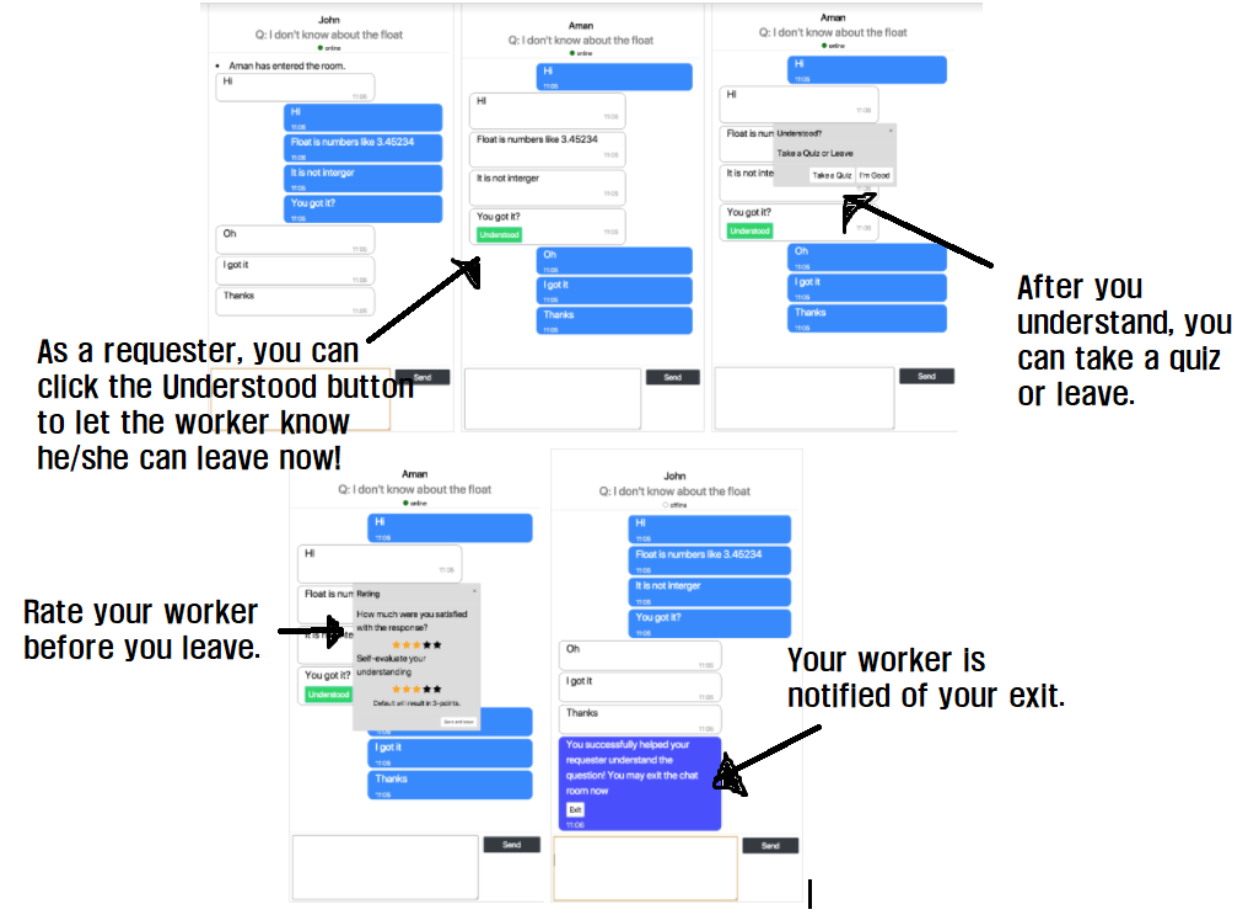 John
Q: I don't know about the float
online
Aman has entered the room.
Hi
11:05
HI
11:05
Float is numbers like 3.45234
11:05
It is not interger
11:05
You got it?
11:05
Oh
11:05
I got it
11:05
Thanks
11:05
Send
Aman
Q: I don't know about the float
online
Hi
11:05
HI
11:05
Float is numbers like 3.45234
11:05
It is not interger
11:05
You got it?
Understood
11:05
Oh
11:05
I got it
11:05
Thanks
11:05
Send
Aman
Q: I don't know about the float
online
Hi
11:05
HI
11:05
Float is num
Understood?
×
Take a Quiz or Leave
Take a Quiz
I'm Good
It is not inte
11:05
You got it?
Understood
11:05
Oh
11:05
I got it
11:05
Thanks
11:05
Send
As a requester, you can
click the Understood button
to let the worker know
he/she can leave now!
After you
understand, you
can take a quiz
or leave.
Aman
Q: I don't know about the float
online
Hi
11:05
HI
11:05
Float is num
Rating
×
How much were you satisfied
with the response?
Self-evaluate your
understanding
Default will result in 3-points.
Save and leave
You got it?
Understood
11:05
I got it
11:05
Thanks
11:05
Send
Rate your worker
before you leave.
John
Q: I don't know about the float
offline
HI
11:05
Float is numbers like 3.45234
11:05
It is not interger
11:05
You got it?
11:05
Oh
11:05
I got it
11:05
Thanks
11:05
You successfully helped your
requester understand the
question! You may exit the chat
room now
Exit
11:06
Send
Your worker is
notified of your exit.